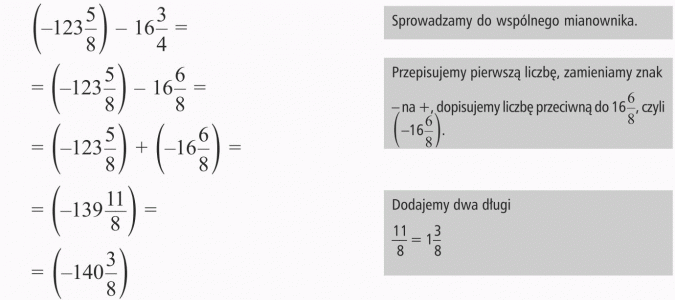 (–123 5/8) – 16 3/4 =
Sprowadzamy do wspólnego mianownika.
= (–123 5/8) – 16 6/8 =
Przepisujemy pierwszą liczbę, zamieniamy znak
– na +, dopisujemy liczbę przeciwną do 16 6/8, czyli
(–16 6/8).
= (–123 5/8) + (–16 6/8) =
= (–139 11/8) =
Dodajemy dwa długi
11/8 = 1 3/8
= (–140 3/8)